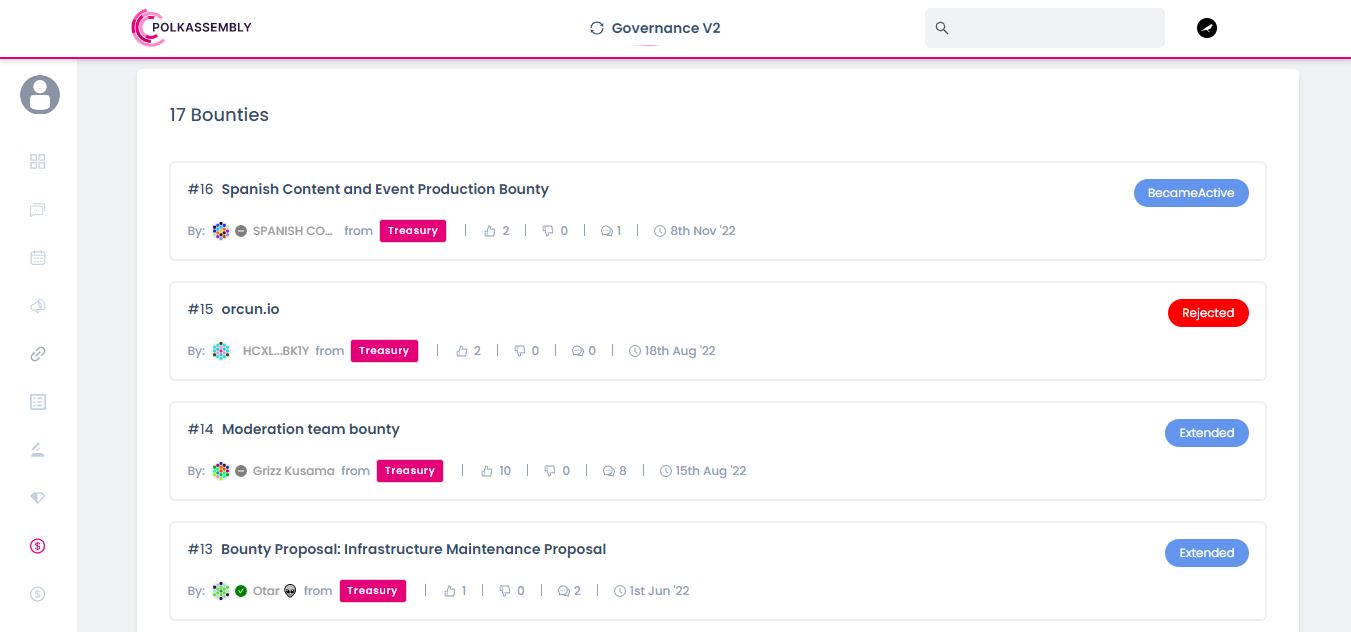 POLKASSEMBLY
Governance V2
17 Bounties
#16 Spanish Content and Event Production Bounty
BecameActive
By: SPANISH CO... from Treasury | 2 | 0 | 1 | 8th Nov '22
#15 orcun.io
Rejected
By: HCXL...BK1Y from Treasury | 2 | 0 | 0 | 18th Aug '22
#14 Moderation team bounty
Extended
By: Grizz Kusama from Treasury | 10 | 0 | 8 | 15th Aug '22
#13 Bounty Proposal: Infrastructure Maintenance Proposal
Extended
By: Otar 👽 from Treasury | 1 | 0 | 2 | 1st Jun '22